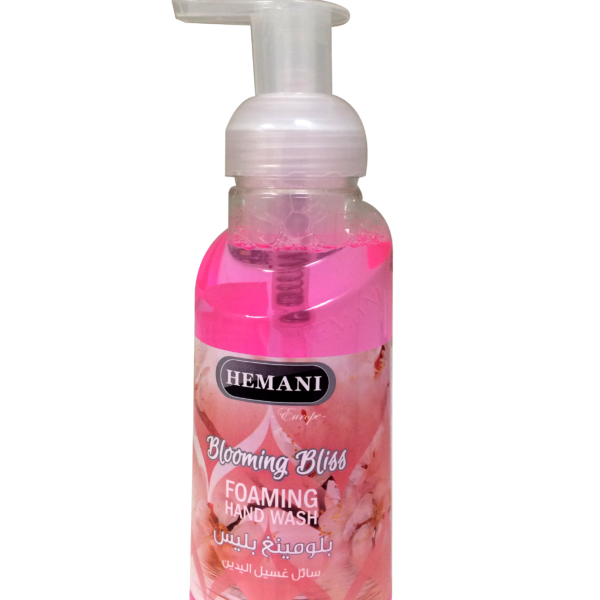 HEMANI
-Europe-
Blooming Bliss
FOAMING
HAND WASH
بلومينغ بليس
سائل غسيل اليدين